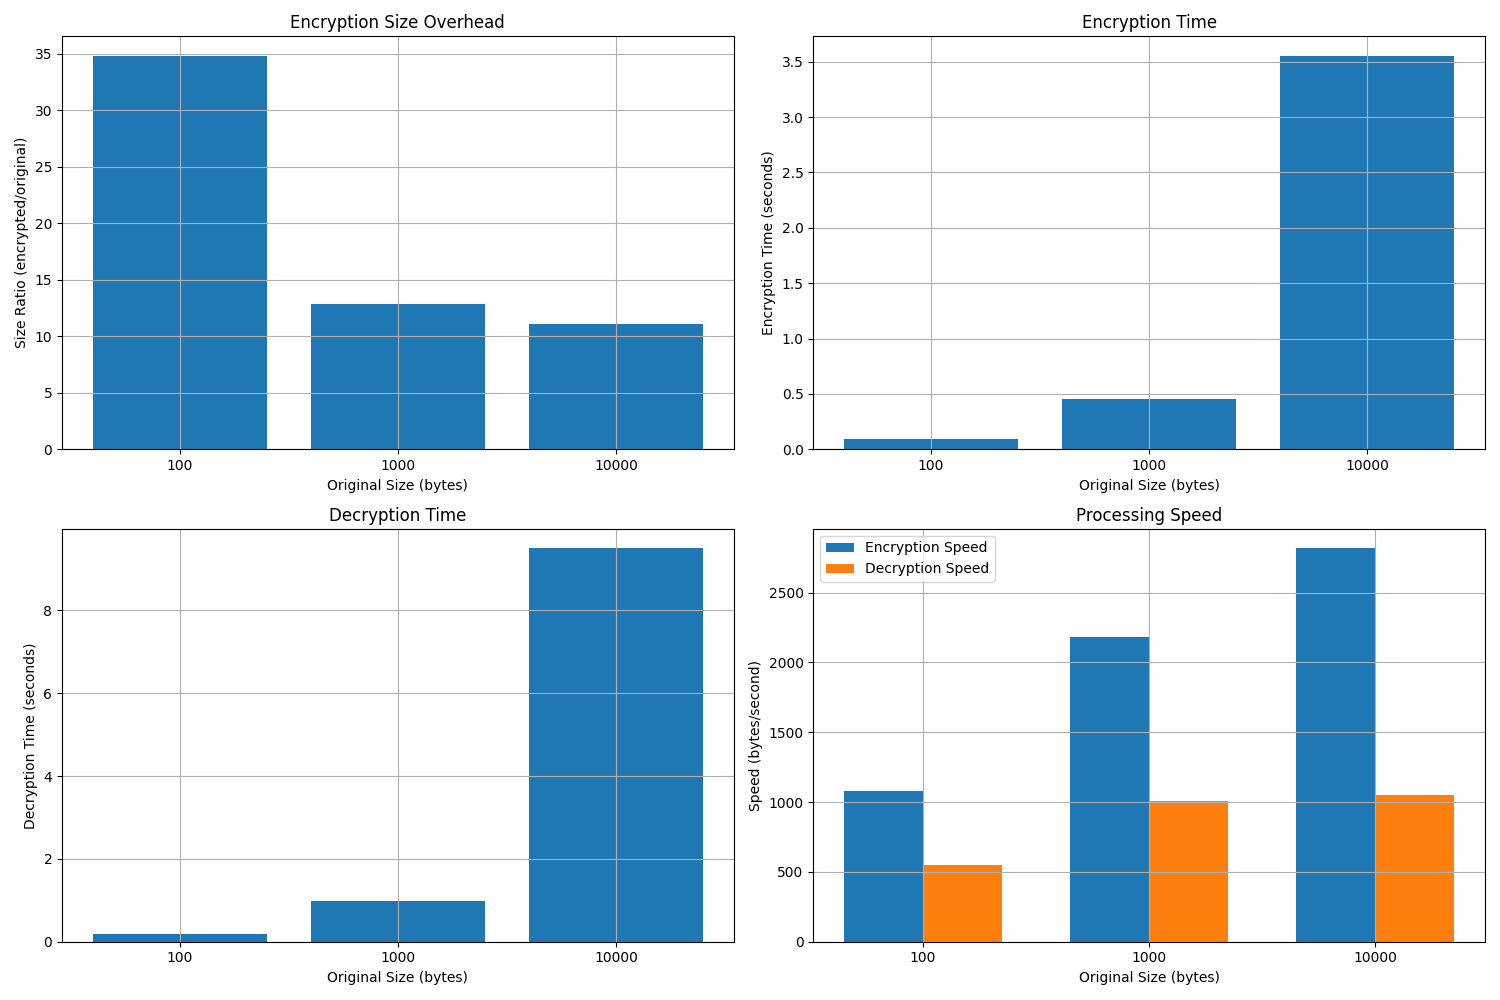 Encryption Size Overhead
Size Ratio (encrypted/original)
35
30
25
20
15
10
5
0
100 1000 10000
Original Size (bytes)
Encryption Time
Encryption Time (seconds)
3.5
3.0
2.5
2.0
1.5
1.0
0.5
0.0
100 1000 10000
Original Size (bytes)
Decryption Time
Decryption Time (seconds)
8
6
4
2
0
100 1000 10000
Original Size (bytes)
Processing Speed
Encryption Speed
Decryption Speed
Speed (bytes/second)
2500
2000
1500
1000
500
0
100 1000 10000
Original Size (bytes)